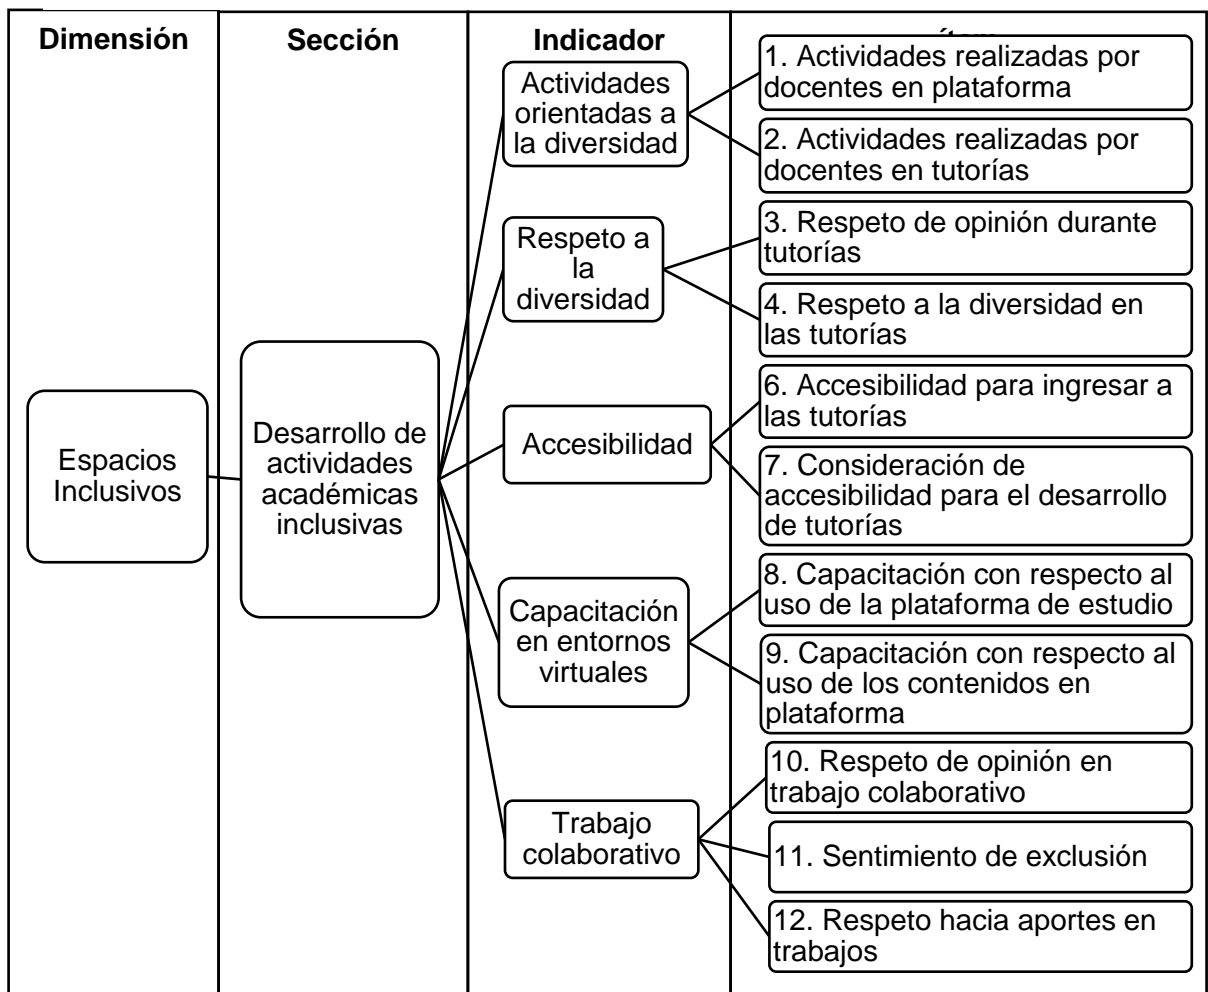 Dimensión
Sección
Indicador
Espacios
Inclusivos
Desarrollo de
actividades
académicas
inclusivas
Actividades
orientadas a
la diversidad
1. Actividades realizadas por
docentes en plataforma
2. Actividades realizadas por
docentes en tutorías
Respeto a
la
diversidad
3. Respeto de opinión durante
tutorías
4. Respeto a la diversidad en
las tutorías
Accesibilidad
6. Accesibilidad para ingresar a
las tutorías
7. Consideración de
accesibilidad para el desarrollo
de tutorías
Capacitación
en entornos
virtuales
8. Capacitación con respecto al
uso de la plataforma de estudio
9. Capacitación con respecto al
uso de los contenidos en
plataforma
Trabajo
colaborativo
10. Respeto de opinión en
trabajo colaborativo
11. Sentimiento de exclusión
12. Respeto hacia aportes en
trabajos